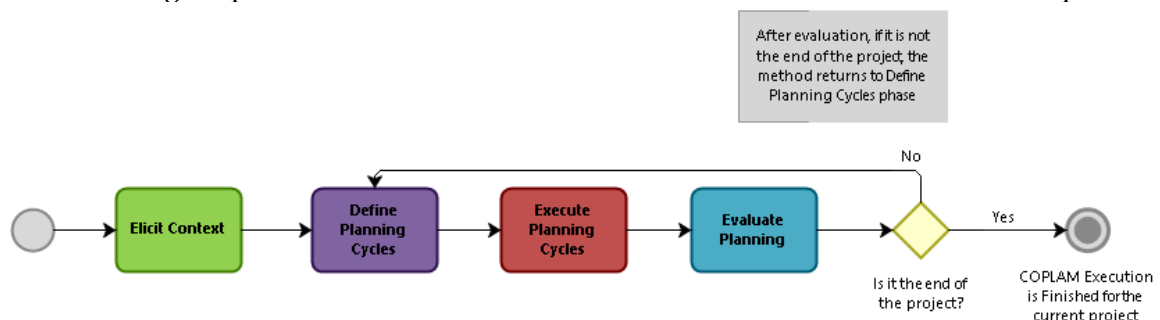 After evaluation, if it is not
the end of the project, the
method returns to Define
Planning Cycles phase
No
Elicit Context
Define
Planning
Cycles
Execute
Planning
Cycles
Evaluate
Planning
Yes
Is it the end of
the project?
COPLAM Execution
is Finished for the
current project